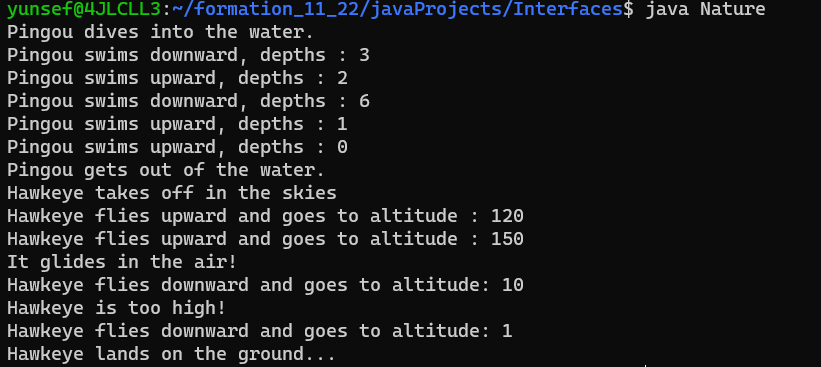 yunsef@4JLCLL3:~/formation_11_22/javaProjects/Interfaces$ java Nature
Pingou dives into the water.
Pingou swims downward, depths : 3
Pingou swims upward, depths : 2
Pingou swims downward, depths : 6
Pingou swims upward, depths : 1
Pingou swims upward, depths : 0
Pingou gets out of the water.
Hawkeye takes off in the skies
Hawkeye flies upward and goes to altitude : 120
Hawkeye flies upward and goes to altitude : 150
It glides in the air!
Hawkeye flies downward and goes to altitude: 10
Hawkeye is too high!
Hawkeye flies downward and goes to altitude: 1
Hawkeye lands on the ground...